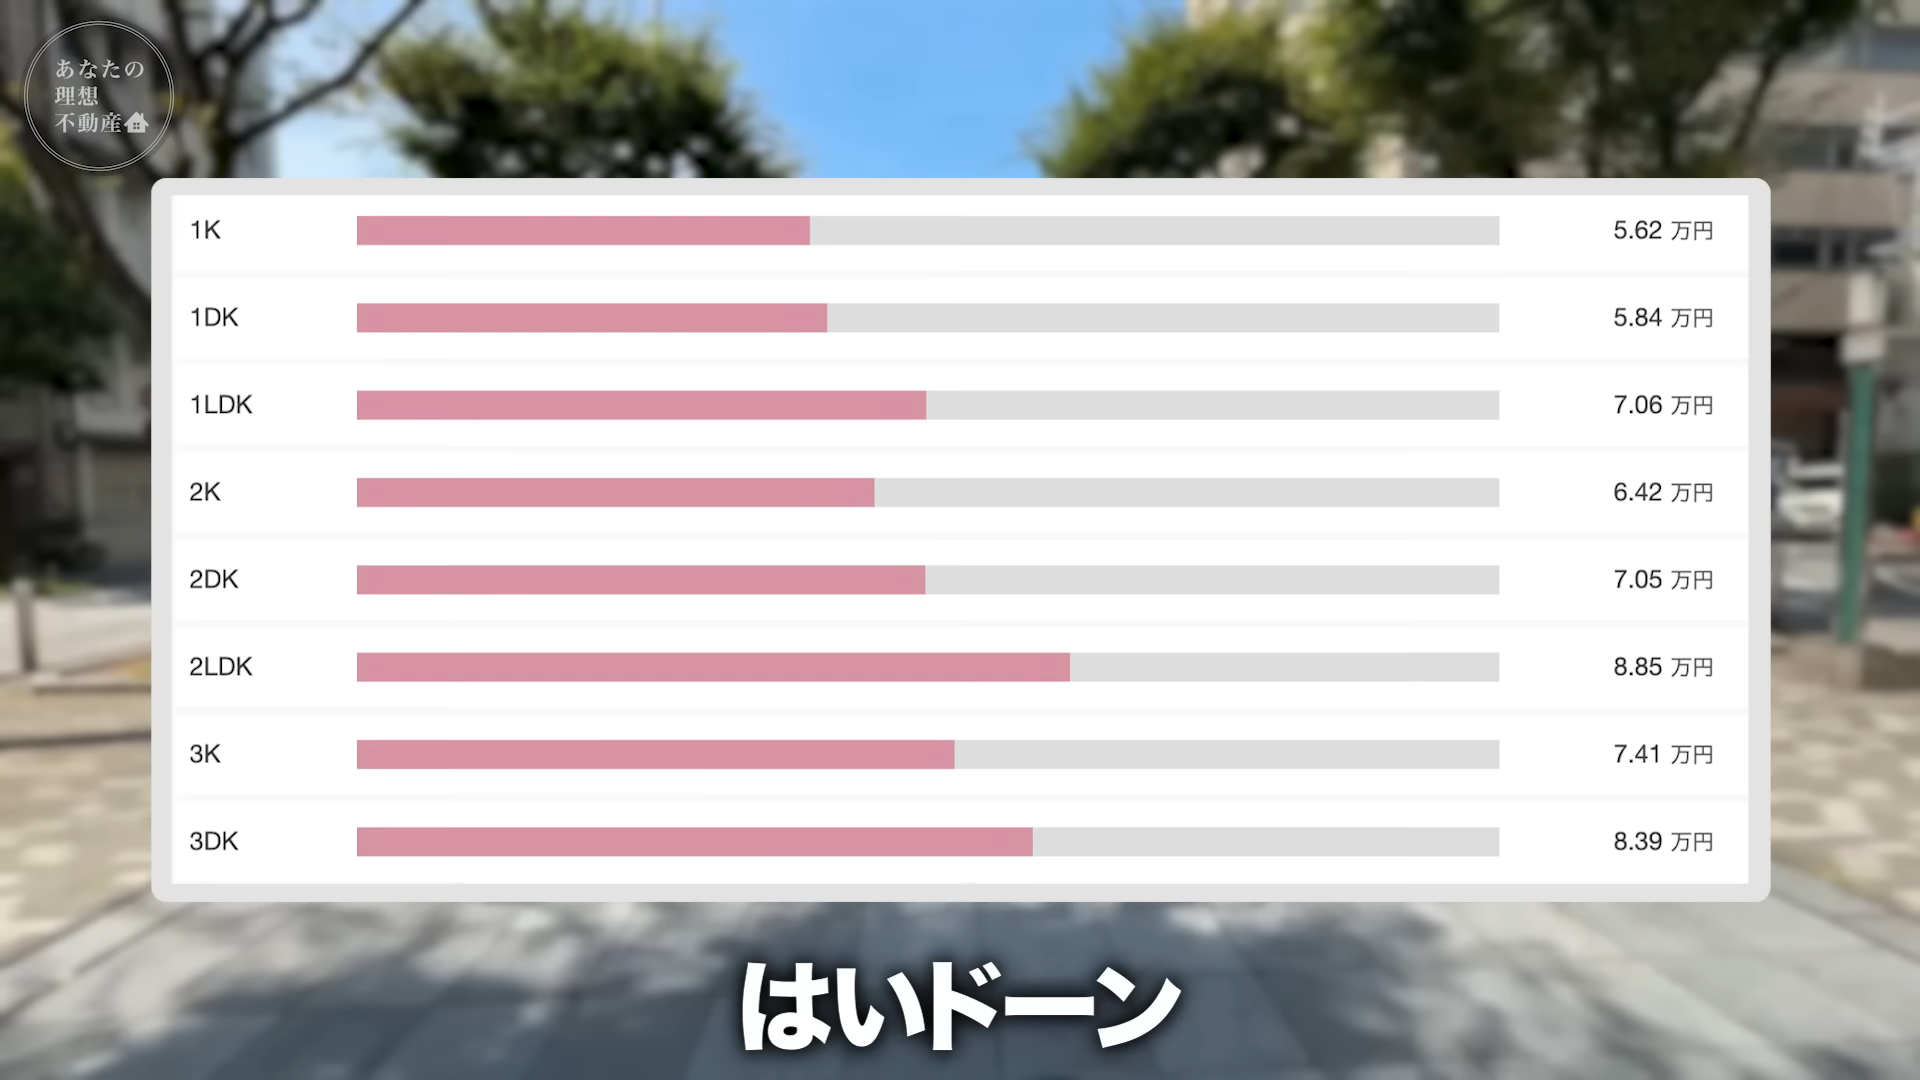 あなたの
理想
不動産
1K 5.62 万円
1DK 5.84 万円
1LDK 7.06 万円
2K 6.42 万円
2DK 7.05 万円
2LDK 8.85 万円
3K 7.41 万円
3DK 8.39 万円
はいドーン